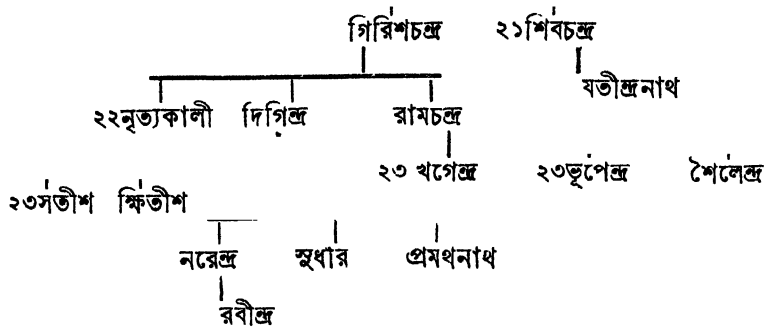 গিরিশচন্দ্র ২১শিবচন্দ্র
যতীন্দ্রনাথ
২২নৃত্যকালী দিগিন্দ্র রামচন্দ্র
২৩ খগেন্দ্র ২৩ভূপেন্দ্র শৈলেন্দ্র
২৩সতীশ ক্ষিতীশ
নরেন্দ্র সুধীর প্রমথনাথ
রবীন্দ্র